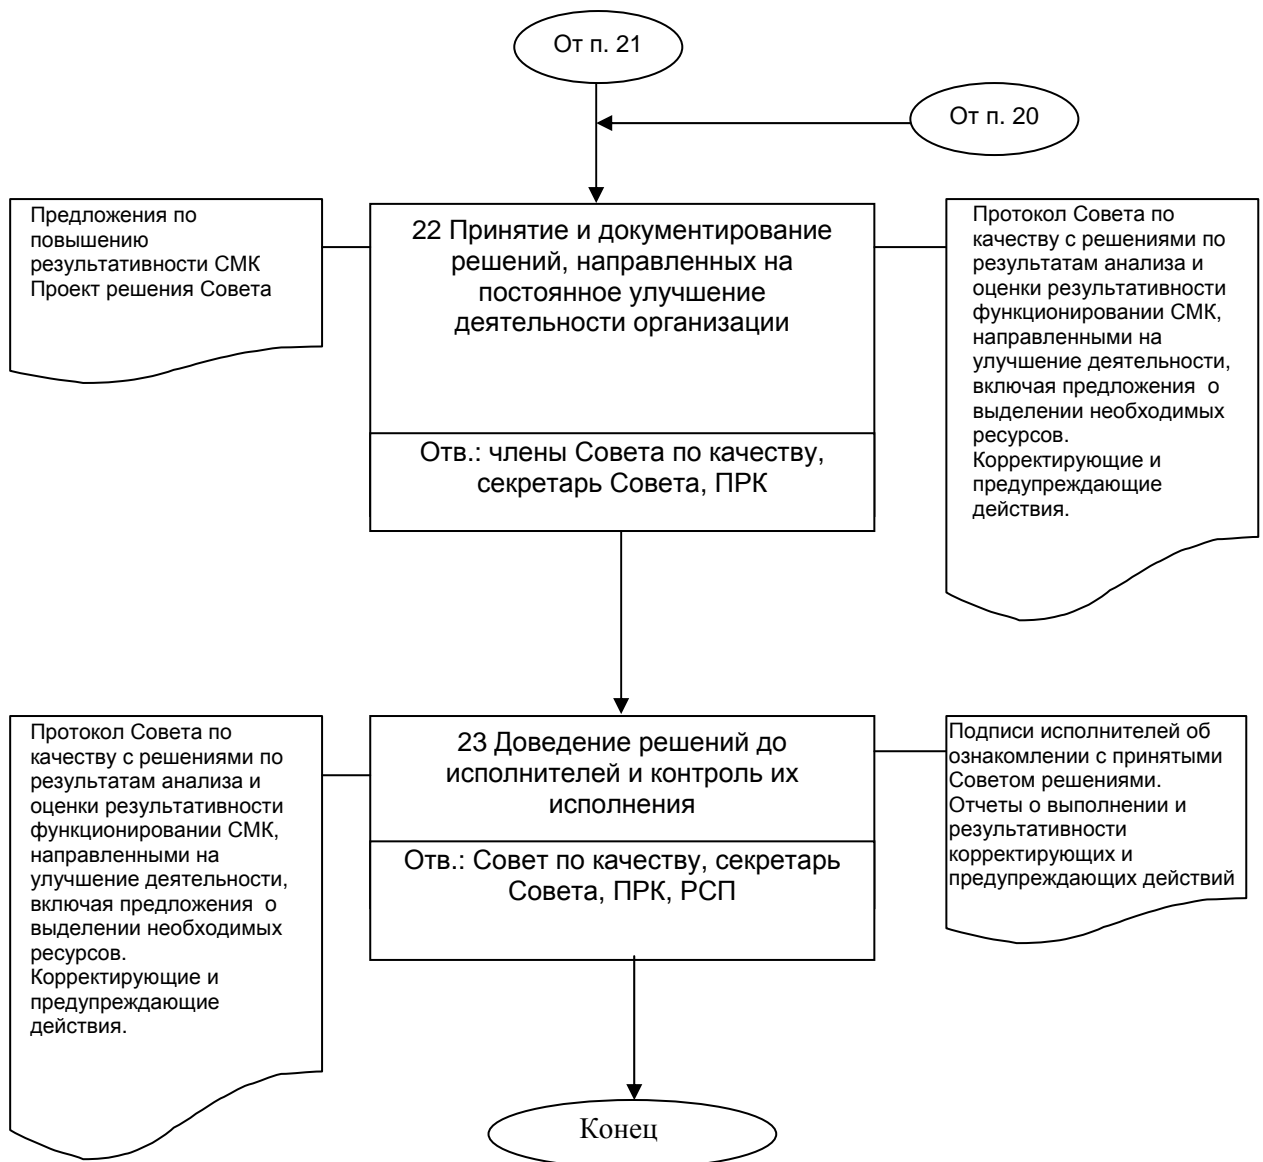 От п. 21
От п. 20
Предложения по
повышению
результативности СМК
Проект решения Совета
22 Принятие и документирование
решений, направленных на
постоянное улучшение
деятельности организации
Отв.: члены Совета по качеству,
секретарь Совета, ПРК
Протокол Совета по
качеству с решениями по
результатам анализа и
оценки результативности
функционировании СМК,
направленными на
улучшение деятельности,
включая предложения о
выделении необходимых
ресурсов.
Корректирующие и
предупреждающие
действия.
Протокол Совета по
качеству с решениями по
результатам анализа и
оценки результативности
функционировании СМК,
направленными на
улучшение деятельности,
включая предложения о
выделении необходимых
ресурсов.
Корректирующие и
предупреждающие
действия.
23 Доведение решений до
исполнителей и контроль их
исполнения
Отв.: Совет по качеству, секретарь
Совета, ПРК, РСП
Подписи исполнителей об
ознакомлении с принятыми
Советом решениями.
Отчеты о выполнении и
результативности
корректирующих и
предупреждающих действий
Конец